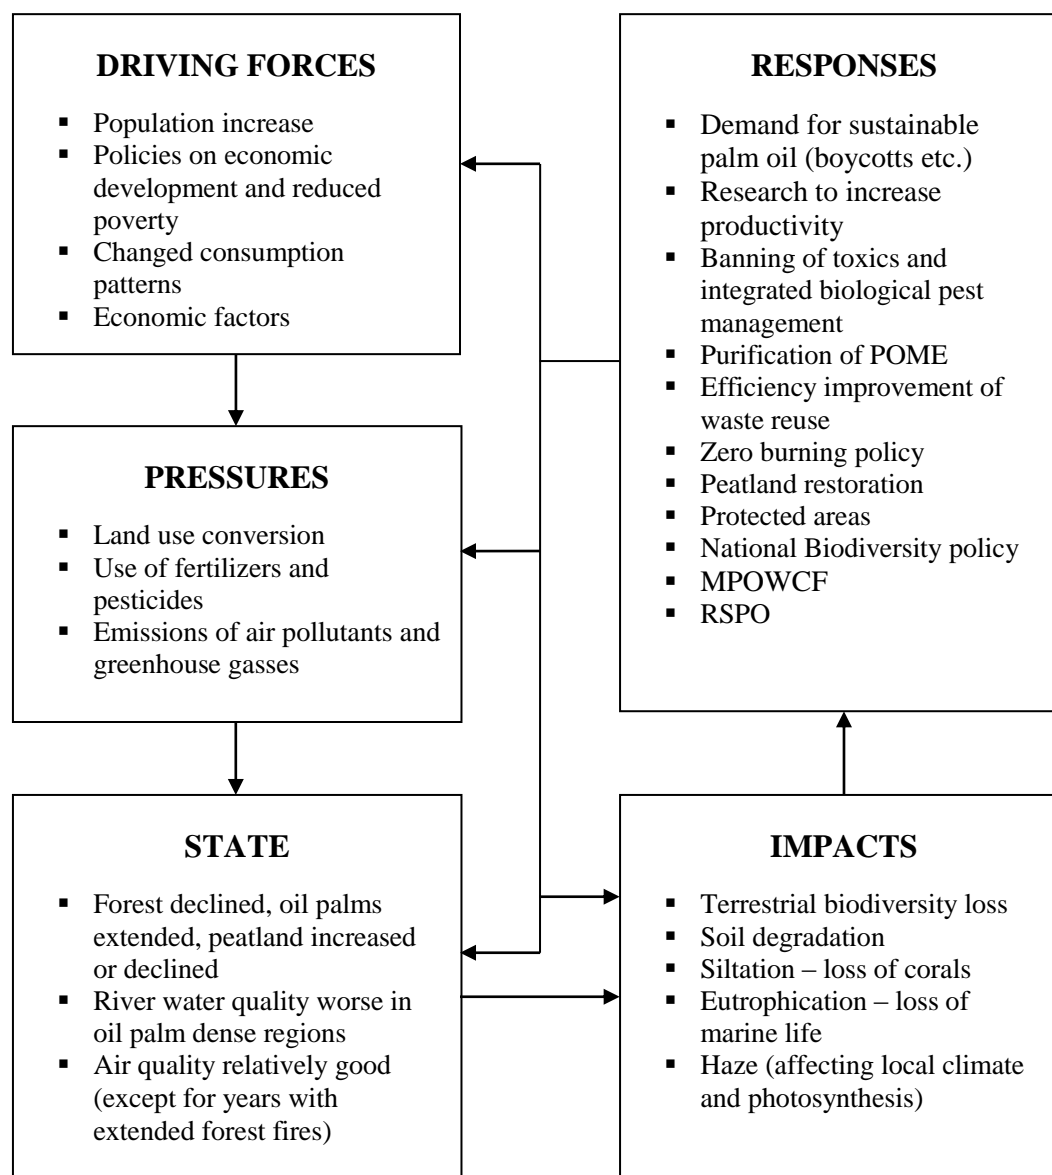 DRIVING FORCES
▪ Population increase
▪ Policies on economic
development and reduced
poverty
▪ Changed consumption
patterns
▪ Economic factors
PRESSURES
▪ Land use conversion
▪ Use of fertilizers and
pesticides
▪ Emissions of air pollutants and
greenhouse gasses
STATE
▪ Forest declined, oil palms
extended, peatland increased
or declined
▪ River water quality worse in
oil palm dense regions
▪ Air quality relatively good
(except for years with
extended forest fires)
RESPONSES
▪ Demand for sustainable
palm oil (boycotts etc.)
▪ Research to increase
productivity
▪ Banning of toxics and
integrated biological pest
management
▪ Purification of POME
▪ Efficiency improvement of
waste reuse
▪ Zero burning policy
▪ Peatland restoration
▪ Protected areas
▪ National Biodiversity policy
▪ MPOWCF
▪ RSPO
IMPACTS
▪ Terrestrial biodiversity loss
▪ Soil degradation
▪ Siltation – loss of corals
▪ Eutrophication – loss of
marine life
▪ Haze (affecting local climate
and photosynthesis)